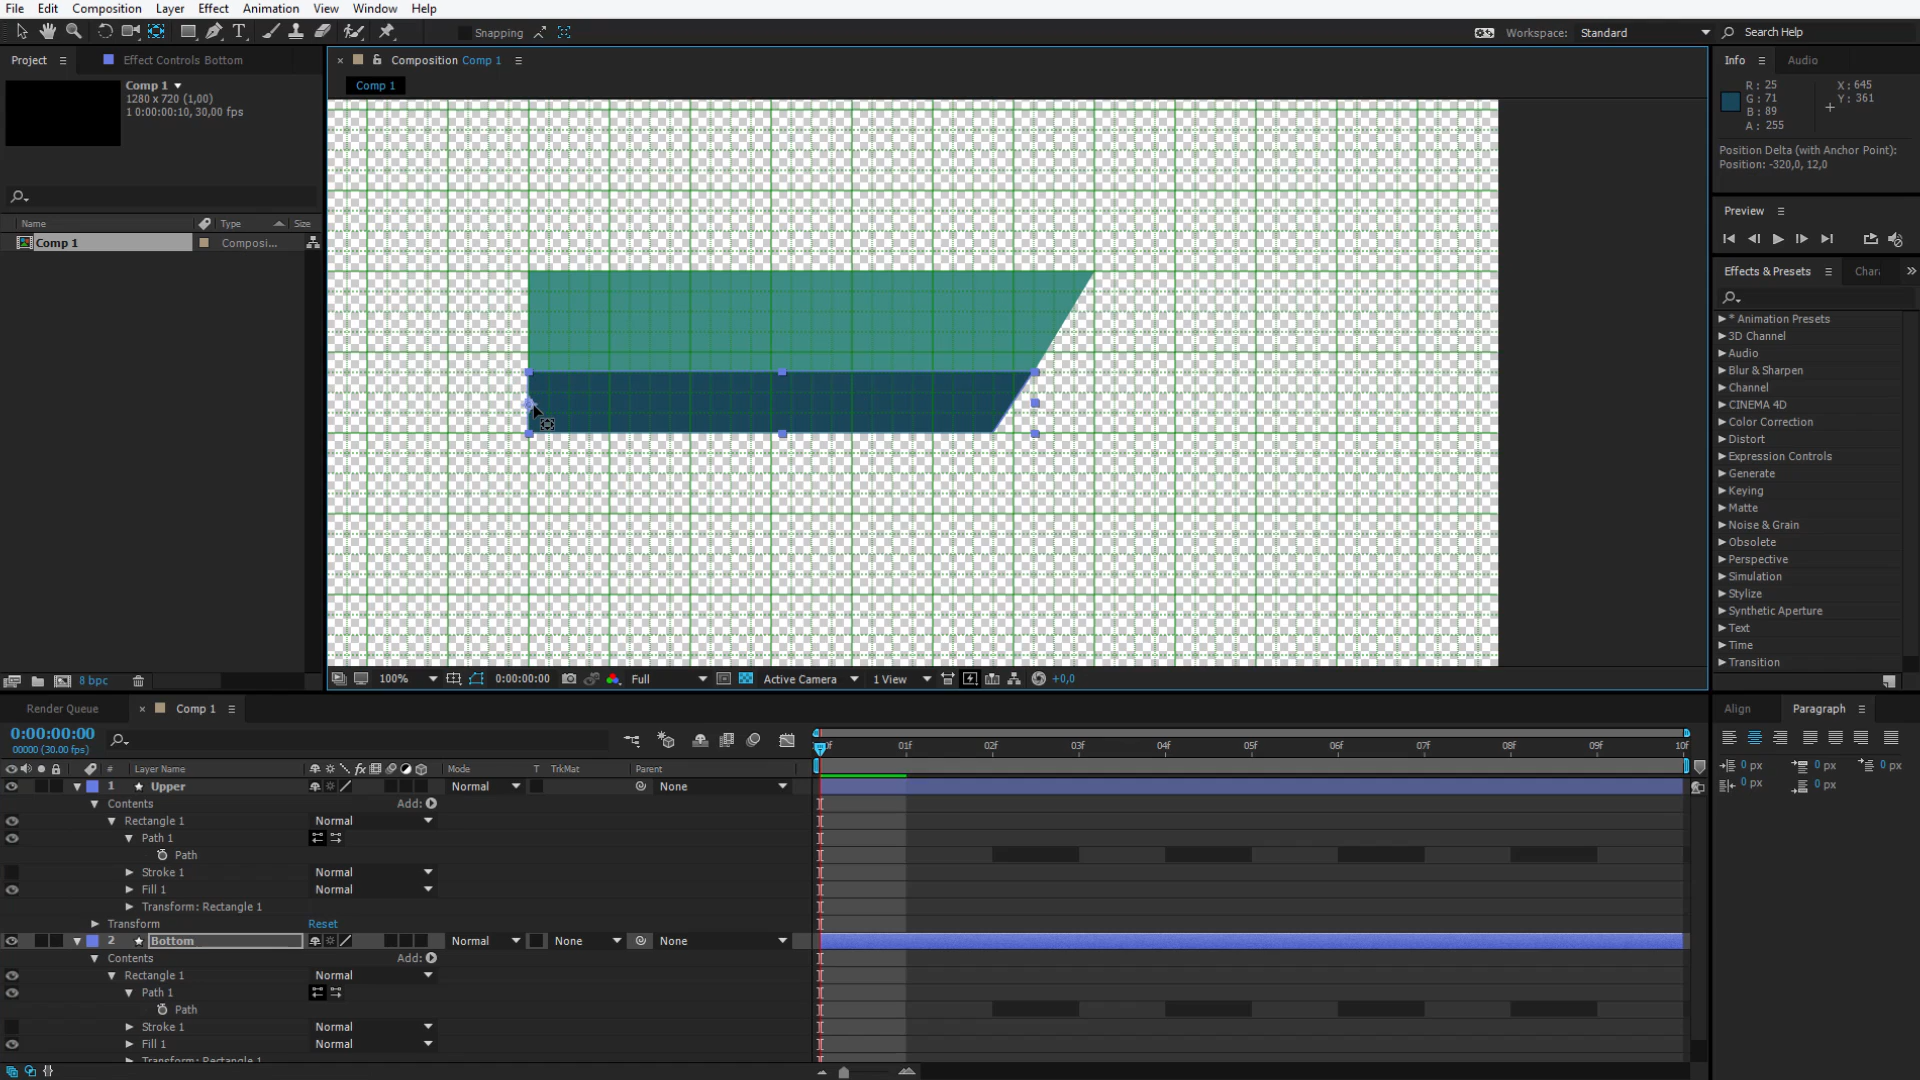 File Edit Composition Layer Effect Animation View Window Help
Snapping
Workspace: Standard
Search Help
Project
Effect Controls Bottom
Composition Comp 1
Info
Audio
Comp 1
1280 x 720 (1,00)
1 0:00:00:10, 30,00 fps
Comp 1
R : 25
G : 71
B : 89
A : 255
X : 645
Y : 361
Position Delta (with Anchor Point):
Position: -320,0, 12,0
Preview
Name Type Size
Comp 1 Composi...
Effects & Presets
* Animation Presets
3D Channel
Audio
Blur & Sharpen
Channel
CINEMA 4D
Color Correction
Distort
Expression Controls
Generate
Keying
Matte
Noise & Grain
Obsolete
Perspective
Simulation
Stylize
Synthetic Aperture
Text
Time
Transition
8 bpc
100% 0:00:00:00 Full Active Camera 1 View +0,0
Render Queue
Comp 1
Align
Paragraph
0:00:00:00
00000 (30.00 fps)
01f 02f 03f 04f 05f 06f 07f 08f 09f 10f
# Layer Name Mode T TrkMat Parent
0 px 0 px 0 px
0 px 0 px
1 Upper Normal None
Contents Add:
Rectangle 1 Normal
Path 1
Path
Stroke 1 Normal
Fill 1 Normal
Transform: Rectangle 1
Transform Reset
2 Bottom Normal None None
Contents Add:
Rectangle 1 Normal
Path 1
Path
Stroke 1 Normal
Fill 1 Normal
Transform: Rectangle 1